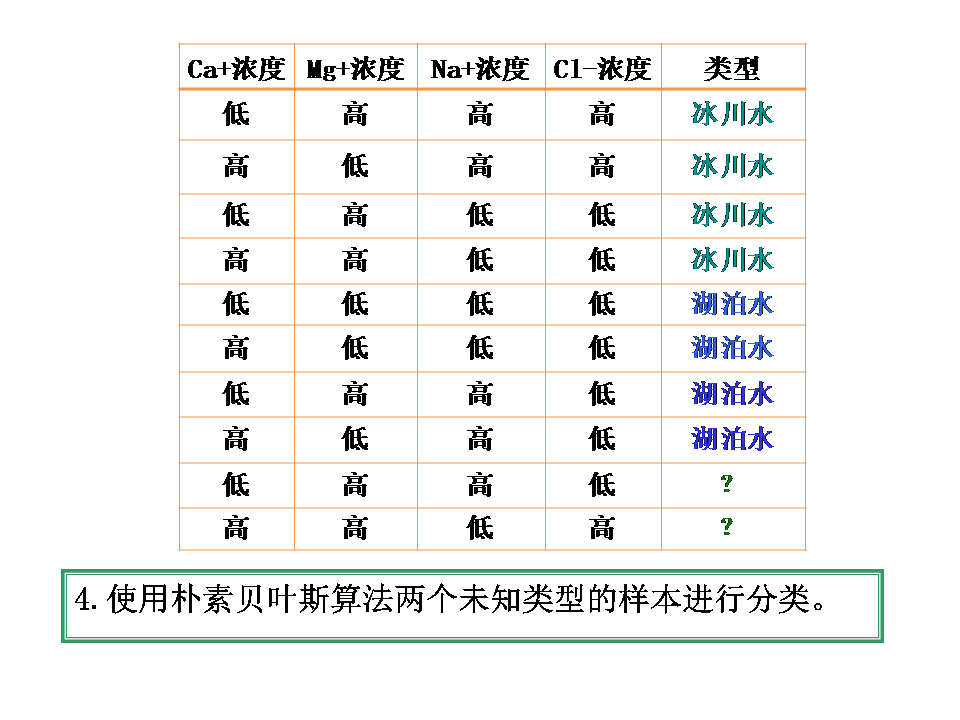 Ca+浓度 Mg+浓度 Na+浓度 Cl-浓度 类型
低 高 高 高 冰川水
高 低 高 高 冰川水
低 高 低 低 冰川水
高 高 低 低 冰川水
低 低 低 低 湖泊水
高 低 低 低 湖泊水
低 高 高 低 湖泊水
高 低 高 低 湖泊水
低 高 高 低 ?
高 高 低 高 ?
4.使用朴素贝叶斯算法两个未知类型的样本进行分类。